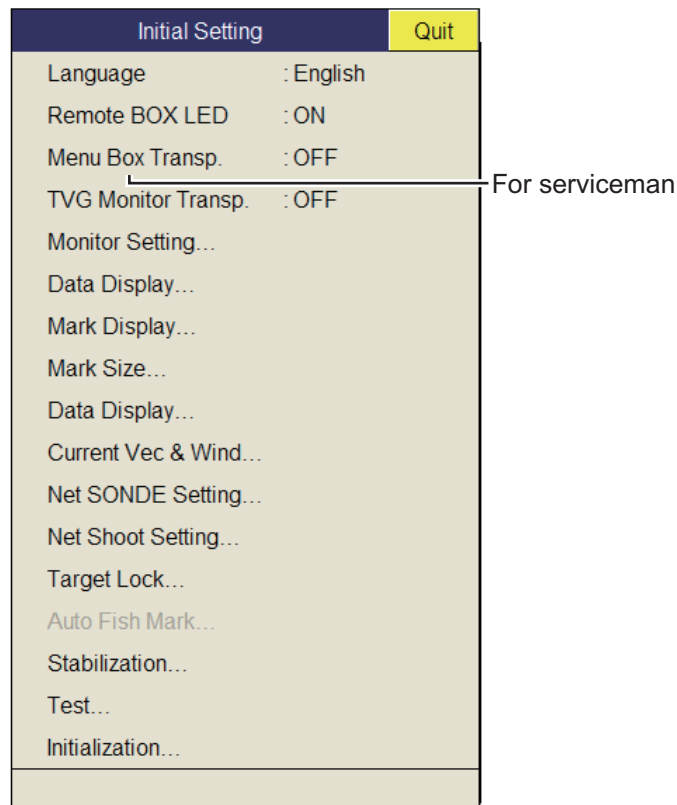 Initial Setting Quit
Language : English
Remote BOX LED : ON
Menu Box Transp. : OFF
For serviceman
TVG Monitor Transp. : OFF
Monitor Setting...
Data Display...
Mark Display...
Mark Size...
Data Display...
Current Vec & Wind...
Net SONDE Setting...
Net Shoot Setting...
Target Lock...
Auto Fish Mark...
Stabilization...
Test...
Initialization...